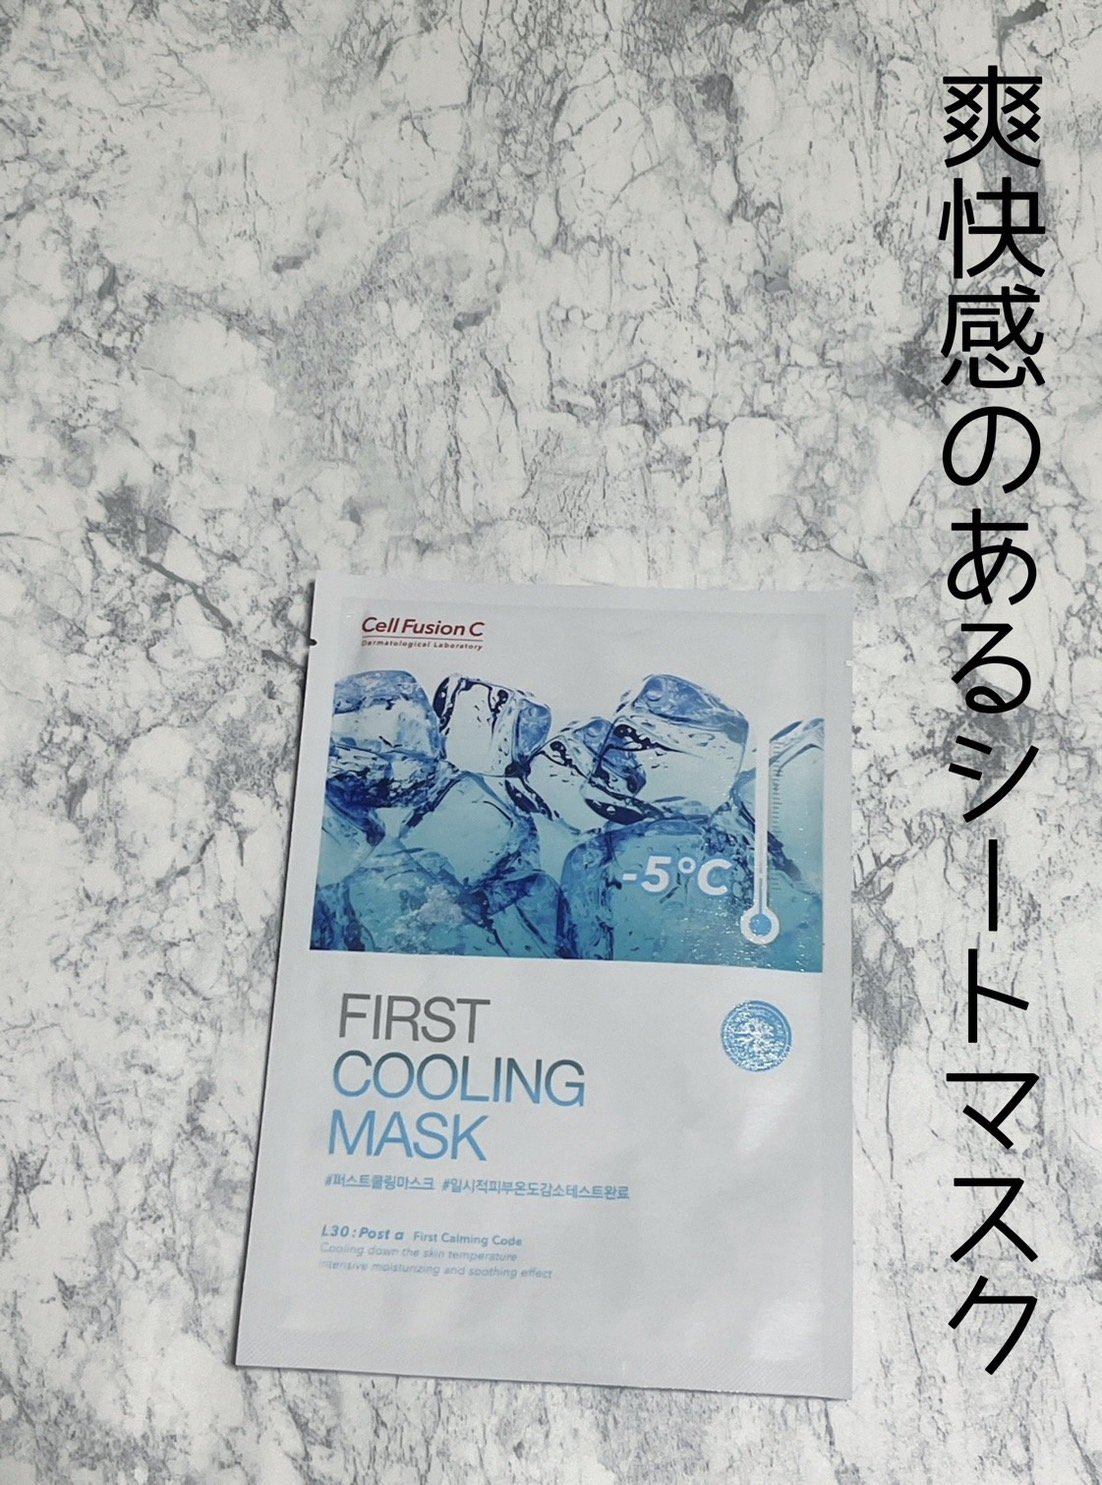 爽快感のあるシートマスク
Cell Fusion C
Dermatological Laboratory
-5°C
FIRST
COOLING
MASK
#퍼스트쿨링마스크 #일시적피부온도감소테스트완료
L30 : Post α First Calming Code
Cooling down the skin temperature
intensive moisturizing and soothing effect